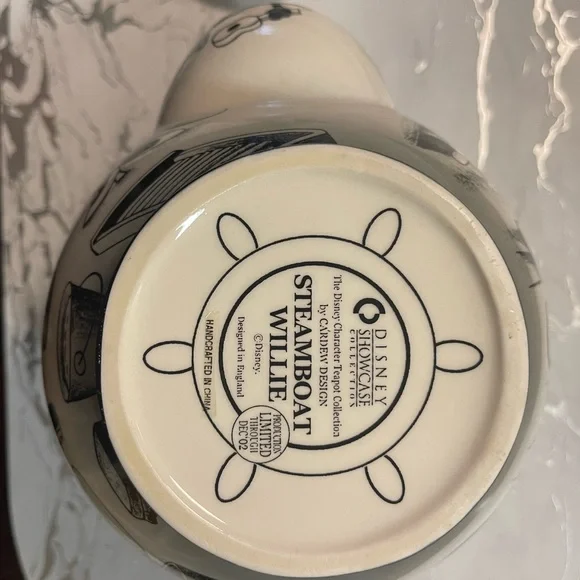 DISNEY
SHOWCASE
COLLECTION
The Disney Character Teapot Collection
by CARDEW DESIGN
STEAMBOAT
WILLIE
©Disney.
Designed in England
HANDCRAFTED IN CHINA
PRODUCTION
LIMITED
THROUGH
DEC'02